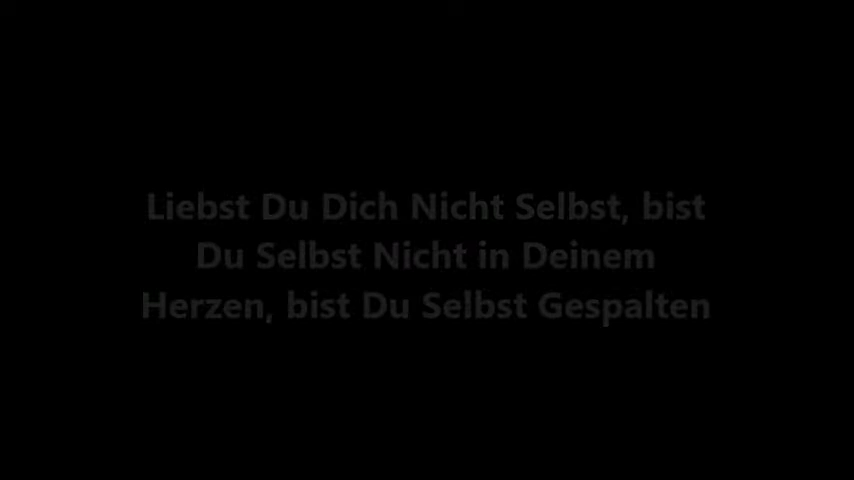 Liebst Du Dich Nicht Selbst, bist
Du Selbst Nicht in Deinem
Herzen, bist Du Selbst Gespalten